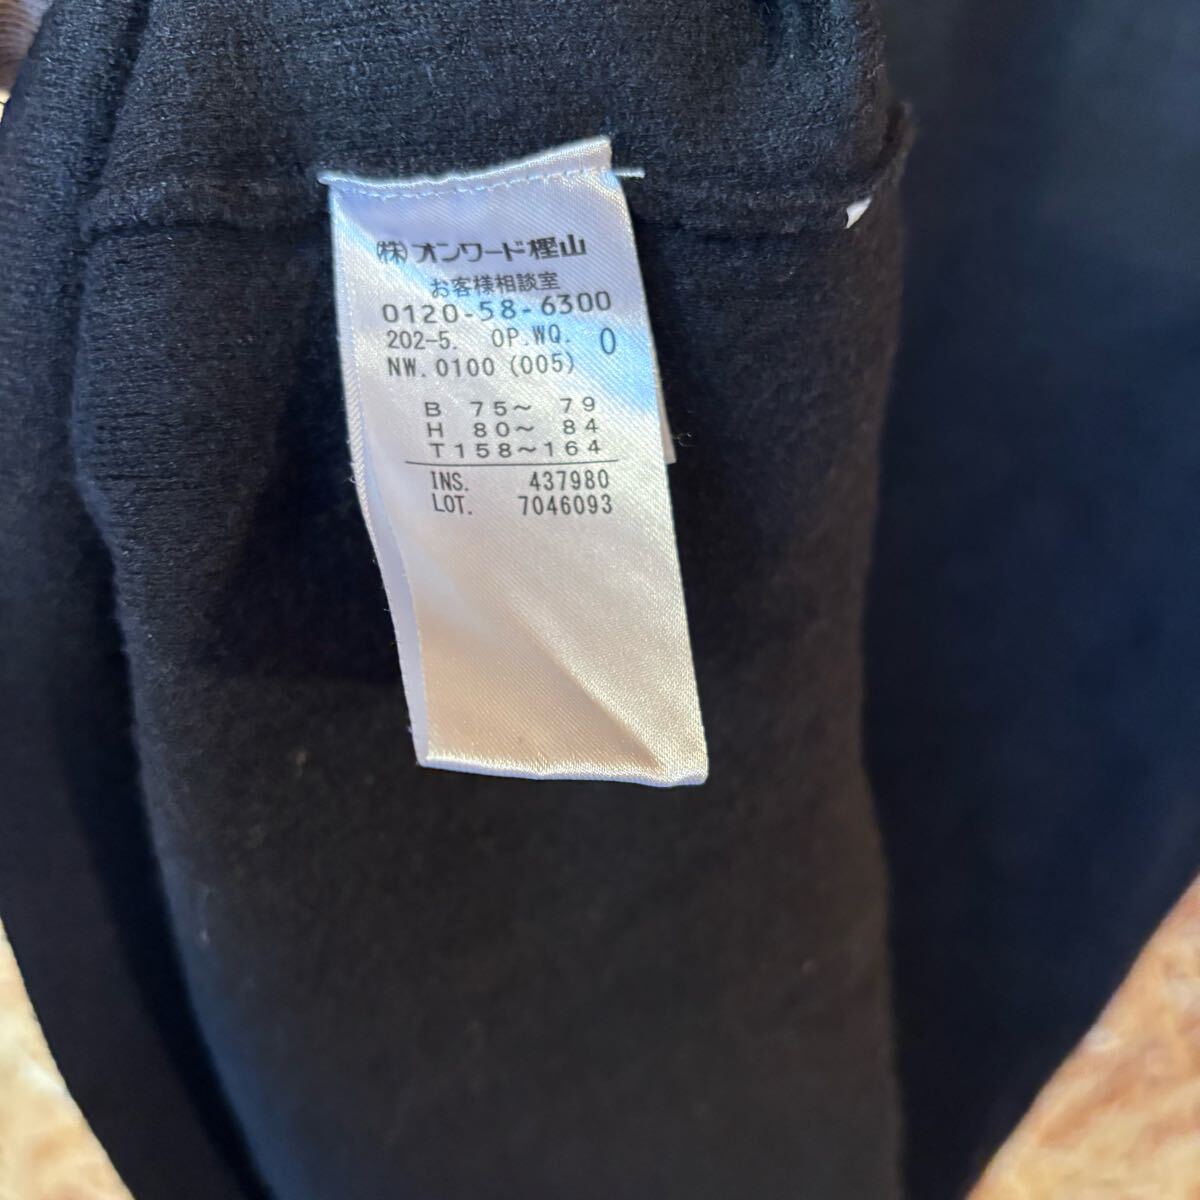 ㈱オンワード樫山
お客様相談室
0120-58-6300
202-5. OP.WQ. 0
NW.0100 (005)
B 75～ 79
H 80～ 84
T158～164
INS. 437980
LOT. 7046093